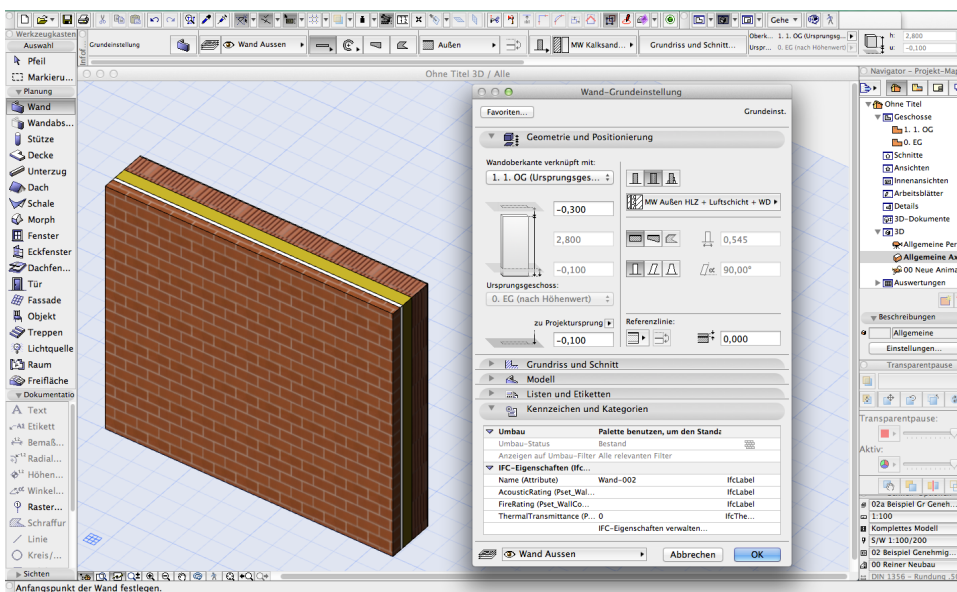 Gehe
Werkzeugkasten
Auswahl
Pfeil
Markieru...
Planung
Wand
Wandabs...
Stütze
Decke
Unterzug
Dach
Schale
Morph
Fenster
Eckfenster
Dachfen...
Tür
Fassade
Objekt
Treppen
Lichtquelle
Raum
Freifläche
Dokumentatio
A Text
A1 Etikett
Bemaß...
Radial...
Höhen...
Winkel...
Raster...
Schraffur
Linie
Kreis/...
Sichten
Anfangspunkt der Wand festlegen.
Grundeinstellung
Wand Aussen
Außen
MW Kalksand...
Grundriss und Schnitt...
Oberk... 1. 1. OG (Ursprungsg...
Urspr... 0. EG (nach Höhenwert)
h: 2,800
u: -0,100
Ohne Titel 3D / Alle
Wand-Grundeinstellung
Favoriten...
Grundeinst.
Geometrie und Positionierung
Wandoberkante verknüpft mit:
1. 1. OG (Ursprungsges...
-0,300
2,800
-0,100
Ursprungsgeschoss:
0. EG (nach Höhenwert)
zu Projektursprung
-0,100
MW Außen HLZ + Luftschicht + WD
0,545
α 90,00°
Referenzlinie:
0,000
Grundriss und Schnitt
Modell
Listen und Etiketten
Kennzeichen und Kategorien
Umbau Palette benutzen, um den Standa
Umbau-Status Bestand
Anzeigen auf Umbau-Filter Alle relevanten Filter
IFC-Eigenschaften (Ifc...
Name (Attribute) Wand-002 IfcLabel
AcousticRating (Pset_Wal... IfcLabel
FireRating (Pset_WallCo... IfcLabel
ThermalTransmittance (P... 0 IfcThe...
IFC-Eigenschaften verwalten...
Wand Aussen
Abbrechen
OK
Navigator - Projekt-Map
Ohne Titel
Geschosse
1. 1. OG
0. EG
Schnitte
Ansichten
Innenansichten
Arbeitsblätter
Details
3D-Dokumente
3D
Allgemeine Per
Allgemeine Ax
00 Neue Anima
Auswertungen
Beschreibungen
Allgemeine
Einstellungen...
Transparentpause
Transparentpause:
Aktiv:
02a Beispiel Gr Geneh...
1:100
Komplettes Modell
S/W 1:100/200
02 Beispiel Genehmig...
00 Reiner Neubau